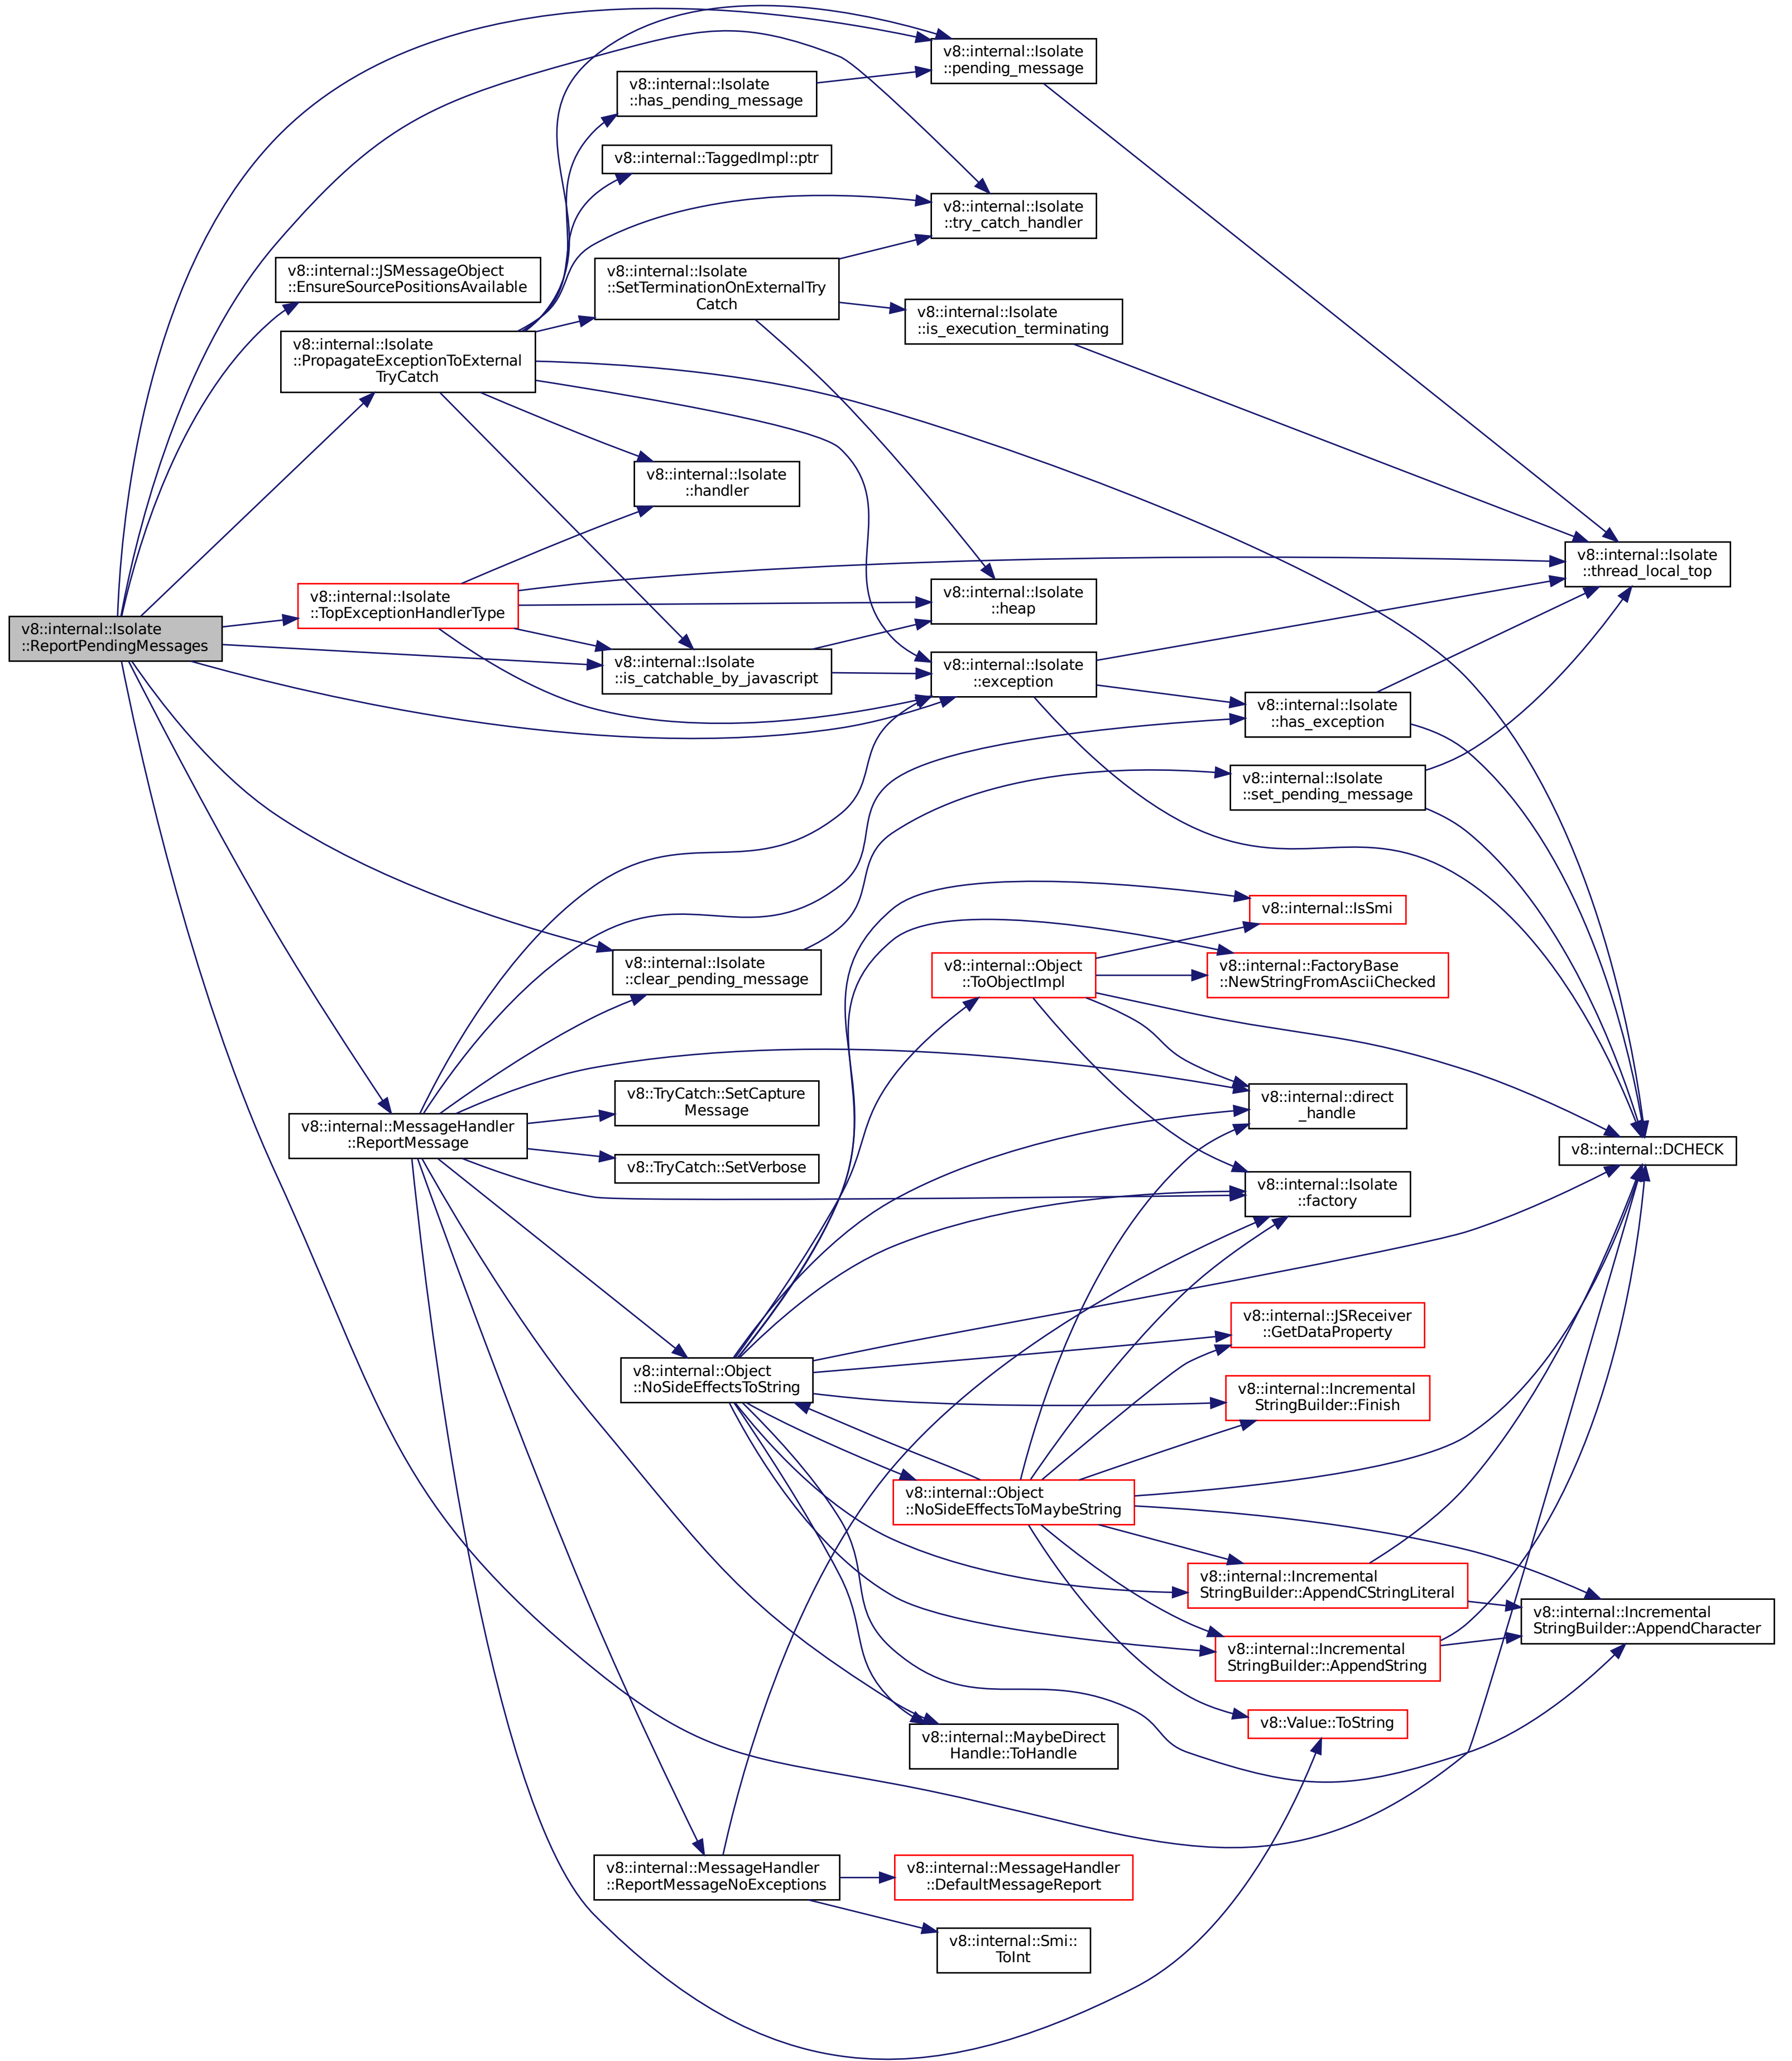 v8::internal::Isolate
::pending_message
v8::internal::Isolate
::has_pending_message
v8::internal::TaggedImpl::ptr
v8::internal::Isolate
::try_catch_handler
v8::internal::JSMessageObject
::EnsureSourcePositionsAvailable
v8::internal::Isolate
::SetTerminationOnExternalTry
Catch
v8::internal::Isolate
::is_execution_terminating
v8::internal::Isolate
::PropagateExceptionToExternal
TryCatch
v8::internal::Isolate
::handler
v8::internal::Isolate
::thread_local_top
v8::internal::Isolate
::TopExceptionHandlerType
v8::internal::Isolate
::heap
v8::internal::Isolate
::ReportPendingMessages
v8::internal::Isolate
::is_catchable_by_javascript
v8::internal::Isolate
::exception
v8::internal::Isolate
::has_exception
v8::internal::Isolate
::set_pending_message
v8::internal::IsSmi
v8::internal::Isolate
::clear_pending_message
v8::internal::Object
::ToObjectImpl
v8::internal::FactoryBase
::NewStringFromAsciiChecked
v8::TryCatch::SetCapture
Message
v8::internal::direct
_handle
v8::internal::MessageHandler
::ReportMessage
v8::internal::DCHECK
v8::TryCatch::SetVerbose
v8::internal::Isolate
::factory
v8::internal::JSReceiver
::GetDataProperty
v8::internal::Object
::NoSideEffectsToString
v8::internal::Incremental
StringBuilder::Finish
v8::internal::Object
::NoSideEffectsToMaybeString
v8::internal::Incremental
StringBuilder::AppendCStringLiteral
v8::internal::Incremental
StringBuilder::AppendCharacter
v8::internal::Incremental
StringBuilder::AppendString
v8::Value::ToString
v8::internal::MaybeDirect
Handle::ToHandle
v8::internal::MessageHandler
::ReportMessageNoExceptions
v8::internal::MessageHandler
::DefaultMessageReport
v8::internal::Smi::
ToInt